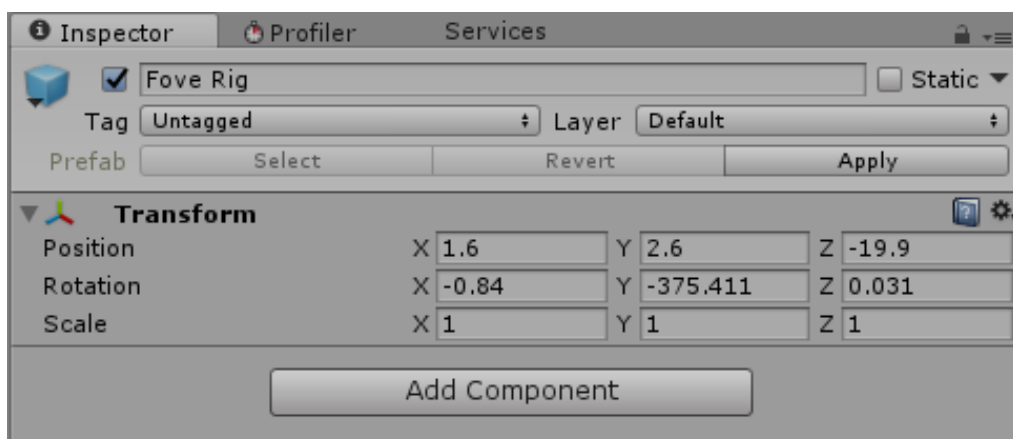 Inspector Profiler Services
Fove Rig Static
Tag Untagged Layer Default
Prefab Select Revert Apply
Transform
Position X 1.6 Y 2.6 Z -19.9
Rotation X -0.84 Y -375.411 Z 0.031
Scale X 1 Y 1 Z 1
Add Component